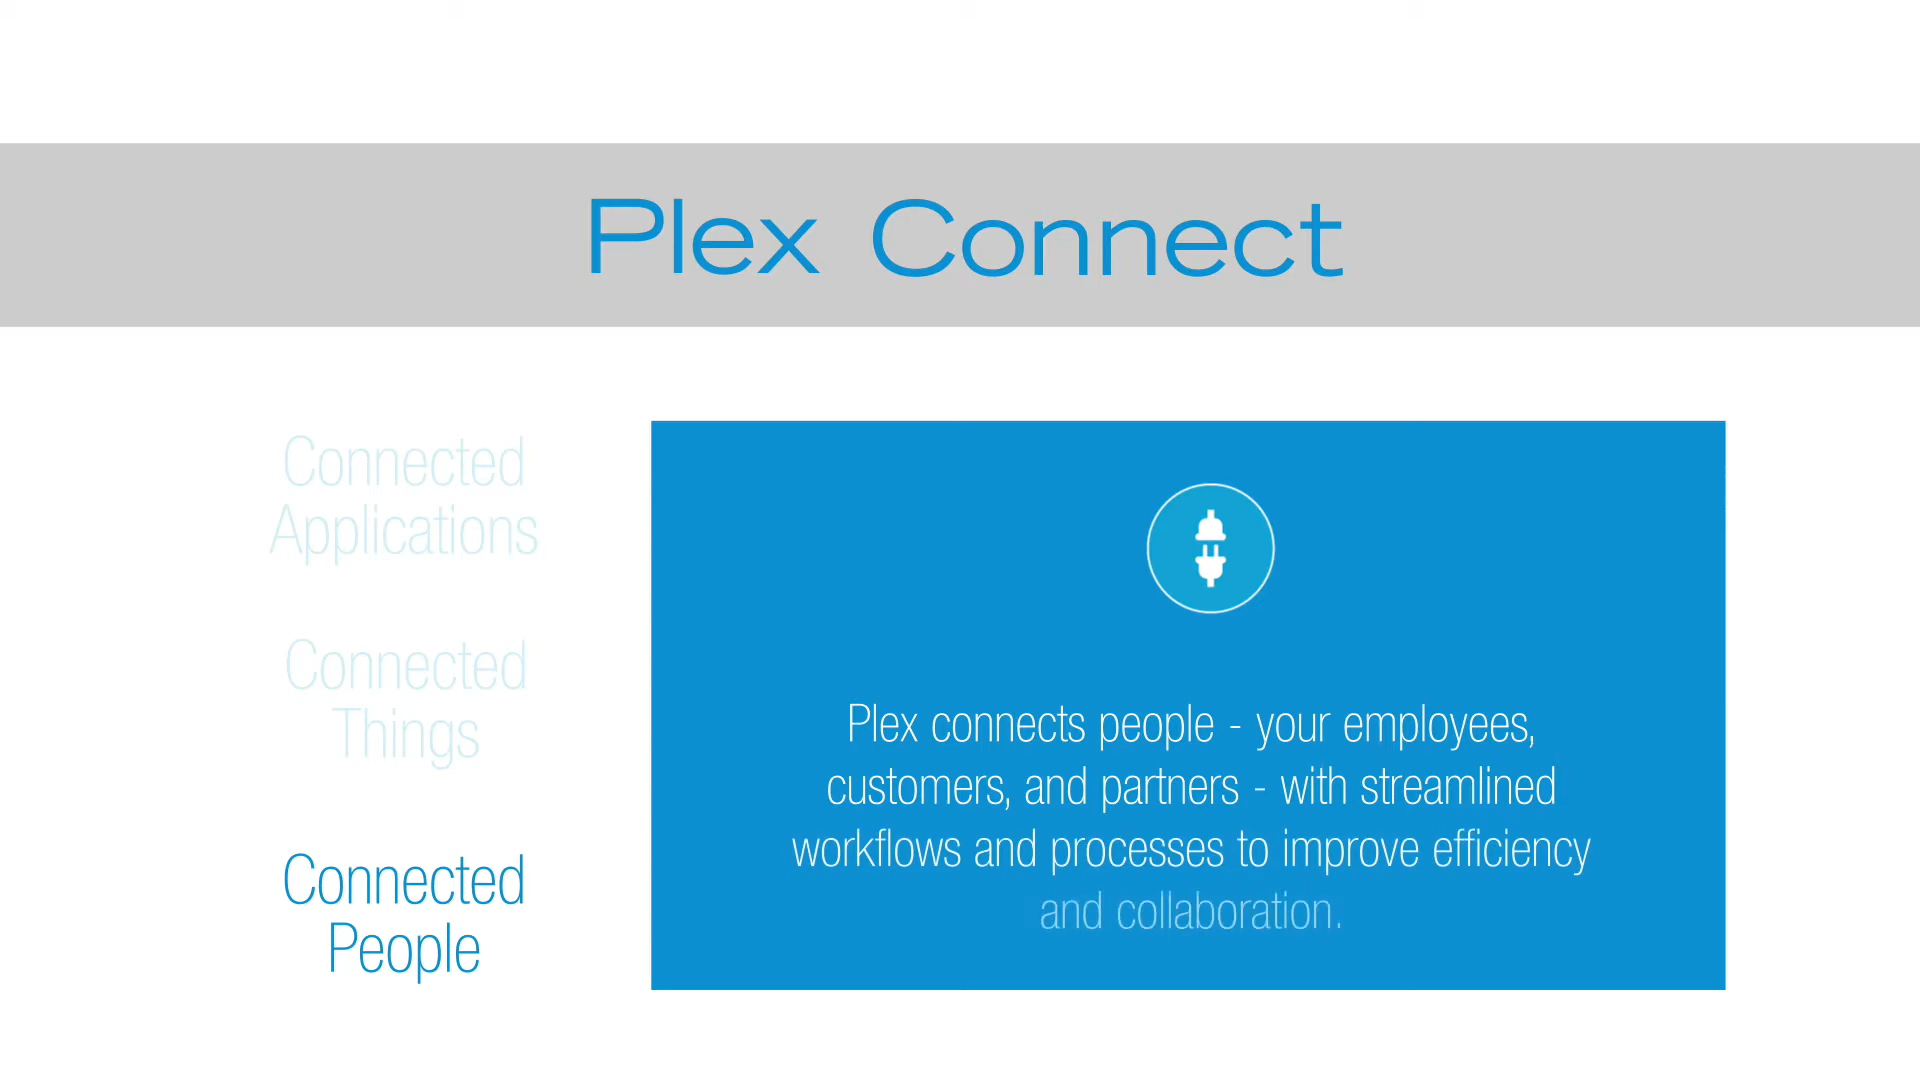 Plex Connect
Connected
Applications
Connected
Things
Connected
People
Plex connects people - your employees,
customers, and partners - with streamlined
workflows and processes to improve efficiency
and collaboration.